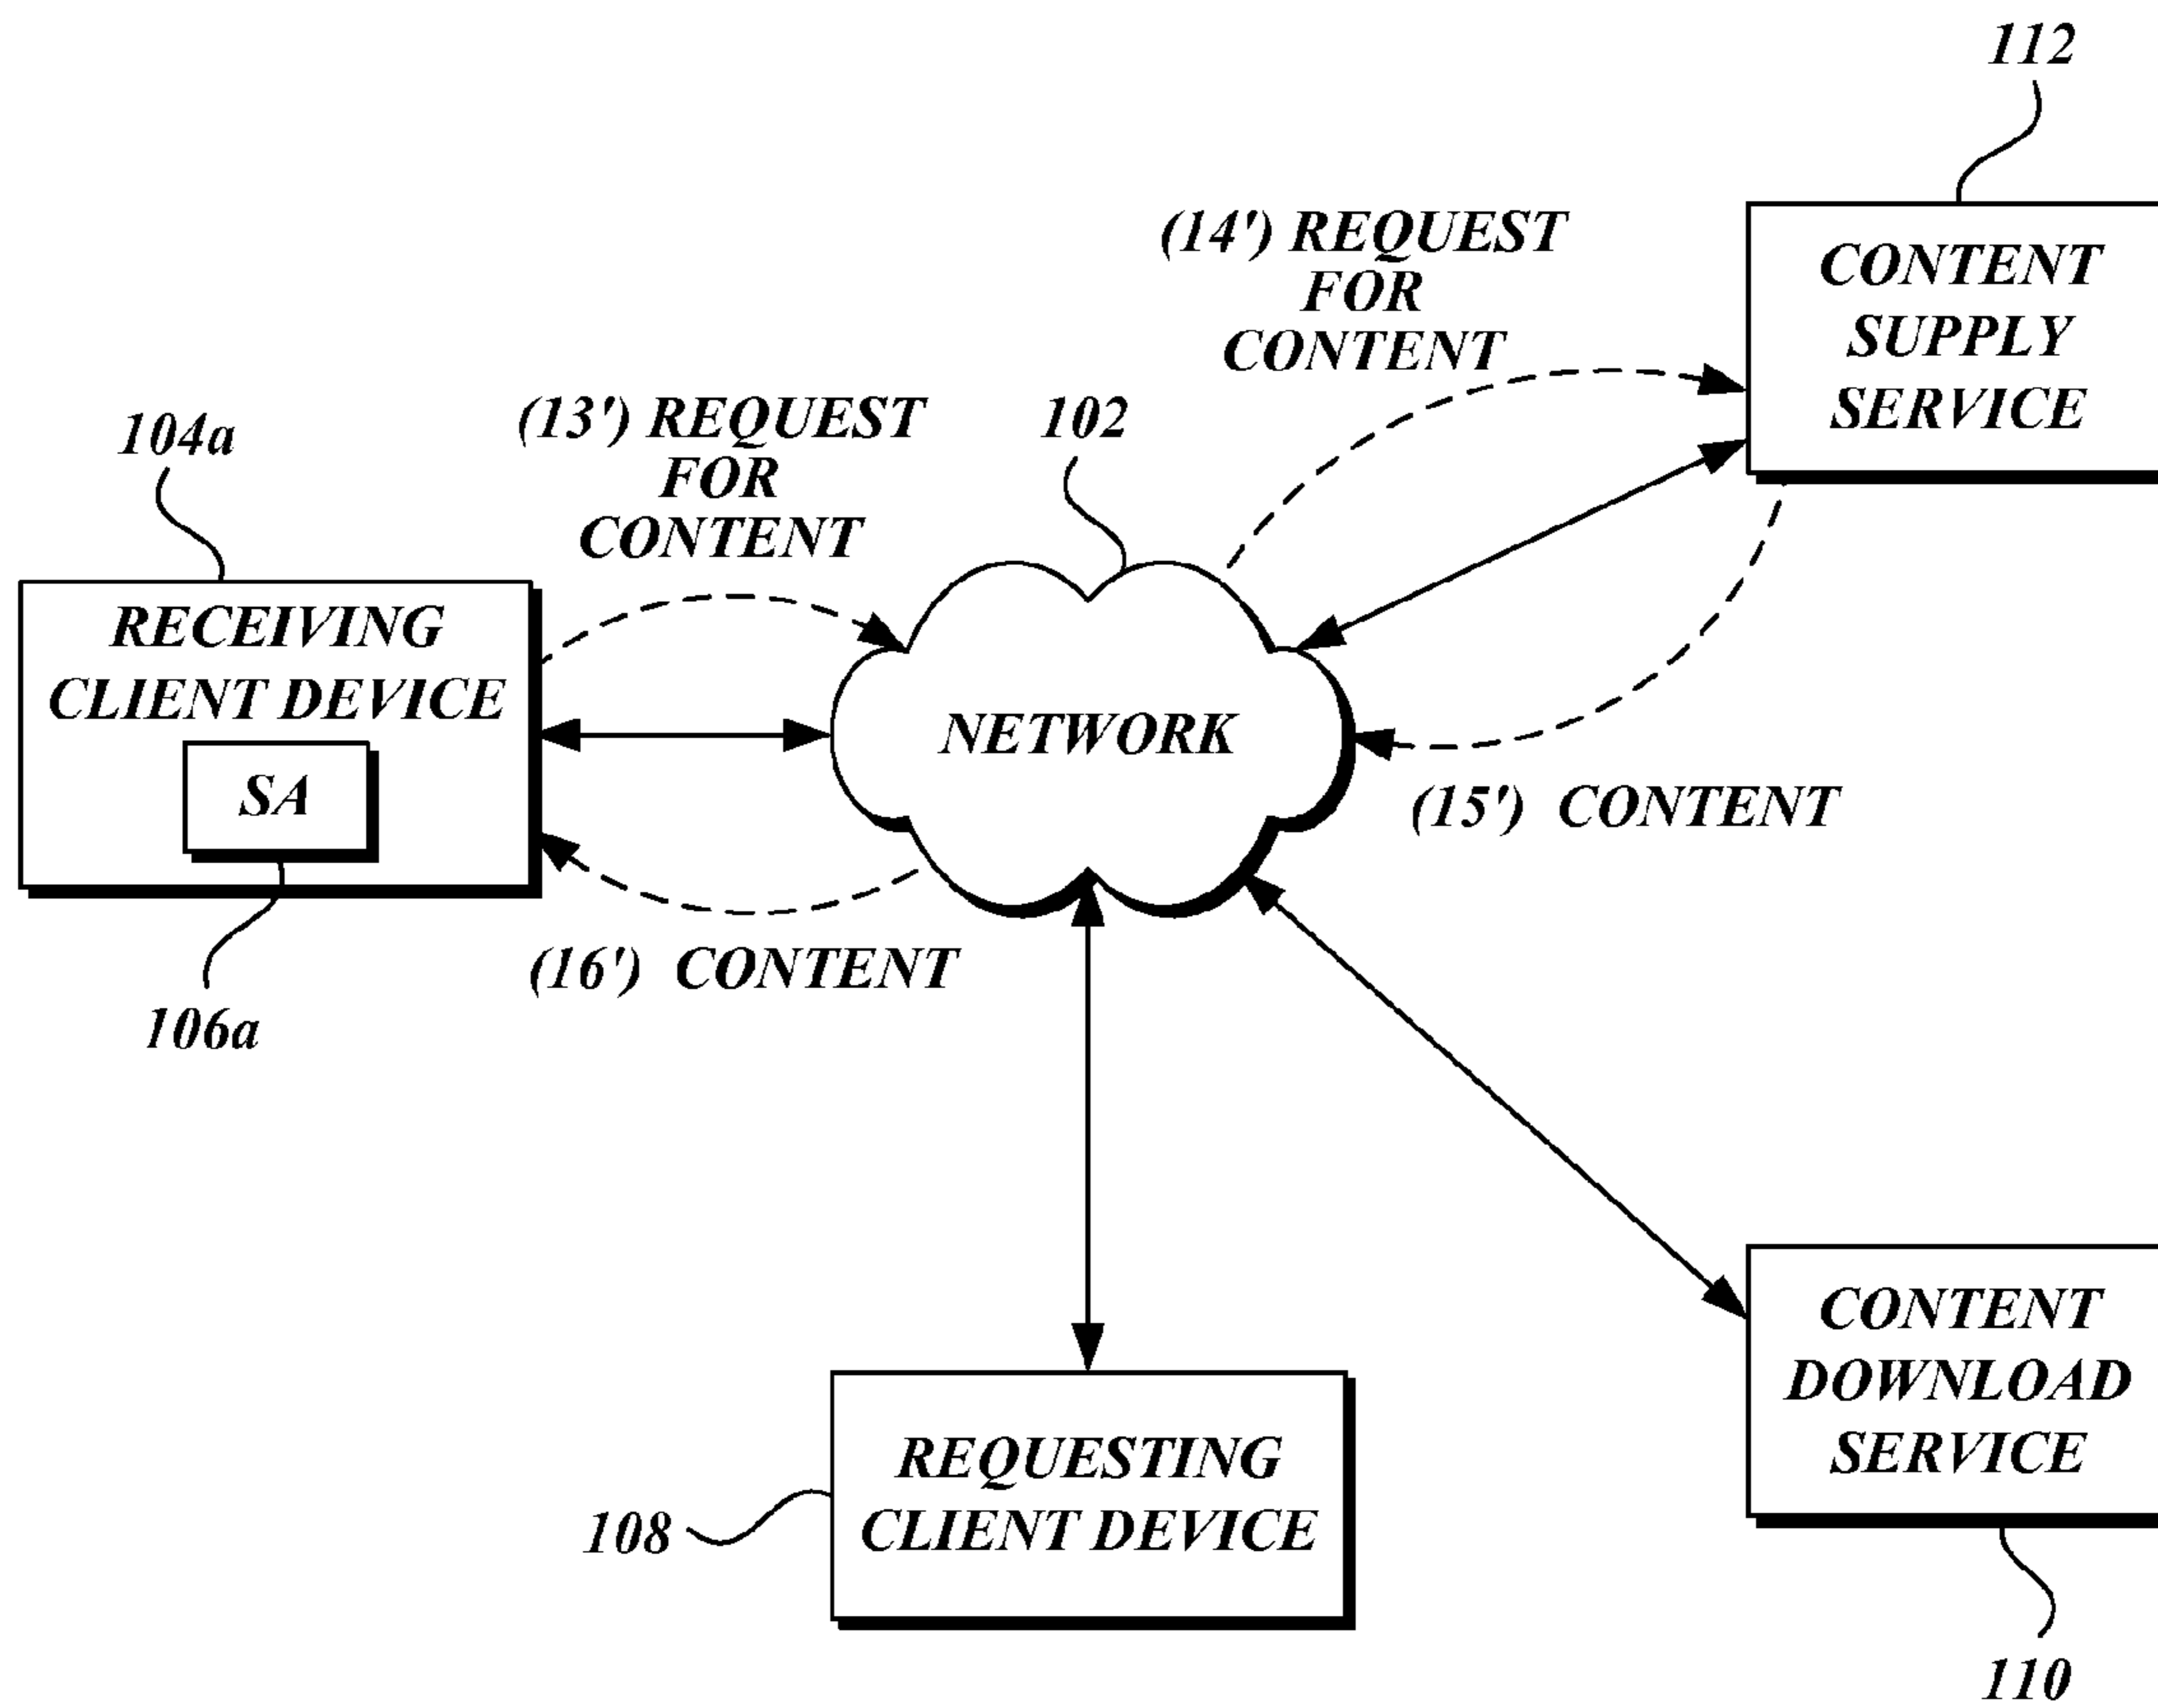 112
(14') REQUEST
FOR
CONTENT
CONTENT
SUPPLY
SERVICE
104a
(13') REQUEST
FOR
CONTENT
102
RECEIVING
CLIENT DEVICE
SA
NETWORK
(15') CONTENT
(16') CONTENT
106a
REQUESTING
CLIENT DEVICE
108
CONTENT
DOWNLOAD
SERVICE
110